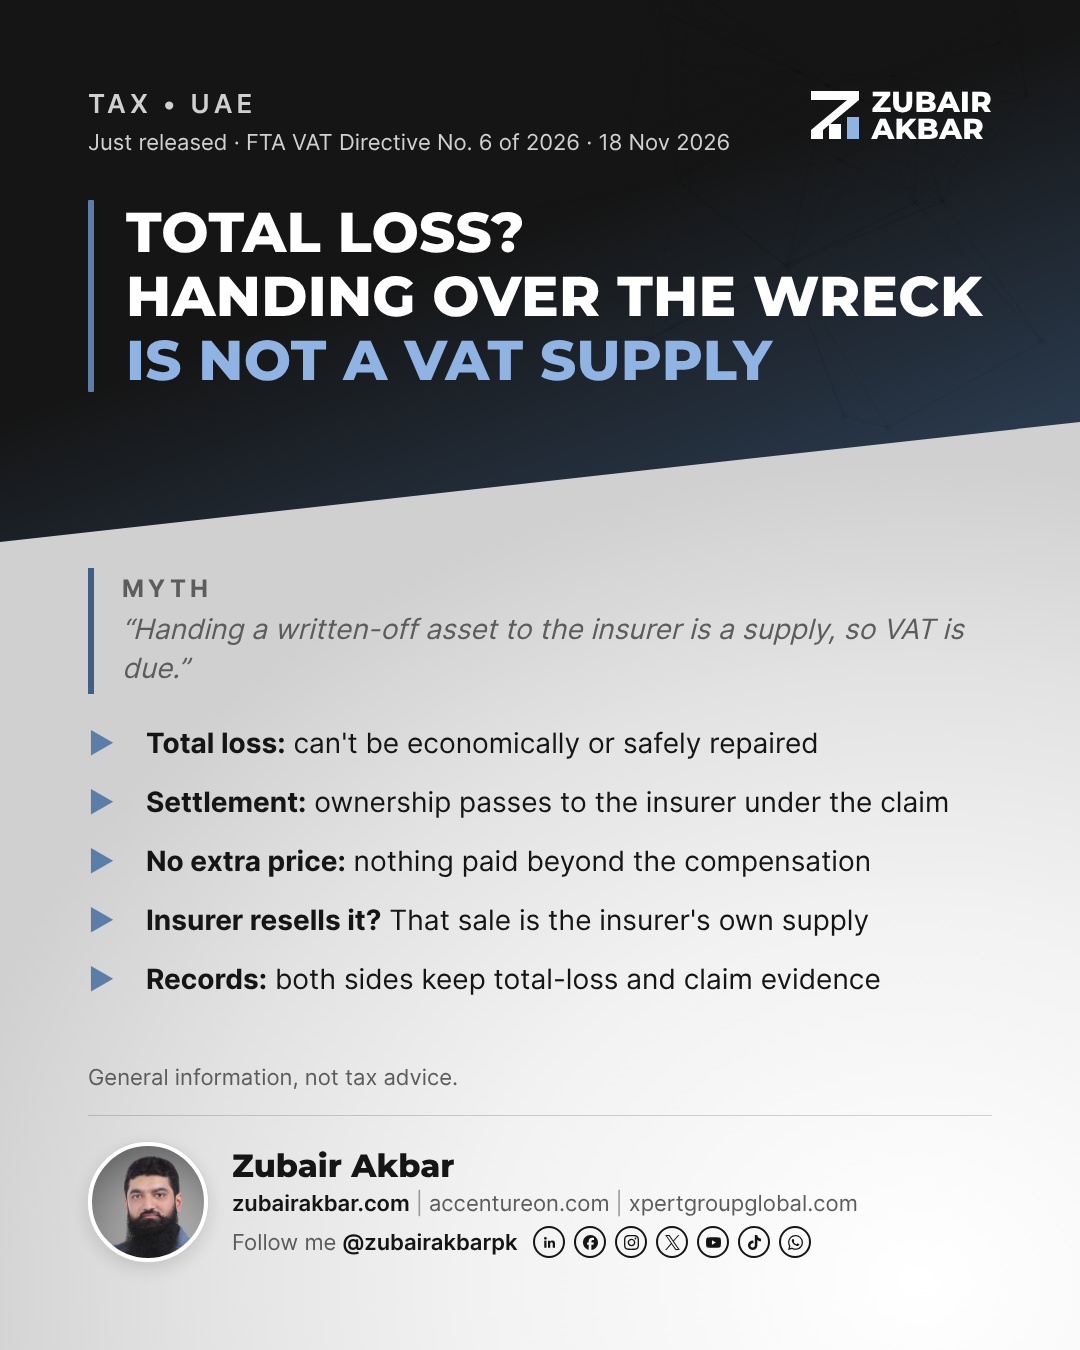 TAX • UAE
Just released · FTA VAT Directive No. 6 of 2026 · 18 Nov 2026
ZUBAIR
AKBAR
TOTAL LOSS?
HANDING OVER THE WRECK
IS NOT A VAT SUPPLY
MYTH
“Handing a written-off asset to the insurer is a supply, so VAT is
due.”
Total loss: can't be economically or safely repaired
Settlement: ownership passes to the insurer under the claim
No extra price: nothing paid beyond the compensation
Insurer resells it? That sale is the insurer's own supply
Records: both sides keep total-loss and claim evidence
General information, not tax advice.
Zubair Akbar
zubairakbar.com | accentureon.com | xpertgroupglobal.com
Follow me @zubairakbarpk